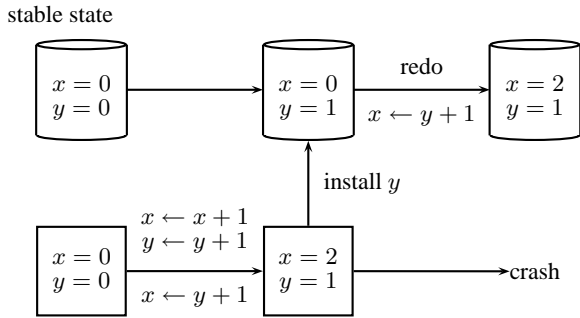 stable state
x = 0
y = 0
x = 0
y = 1
redo
x ← y + 1
x = 2
y = 1
install y
x = 0
y = 0
x ← x + 1
y ← y + 1
x ← y + 1
x = 2
y = 1
crash